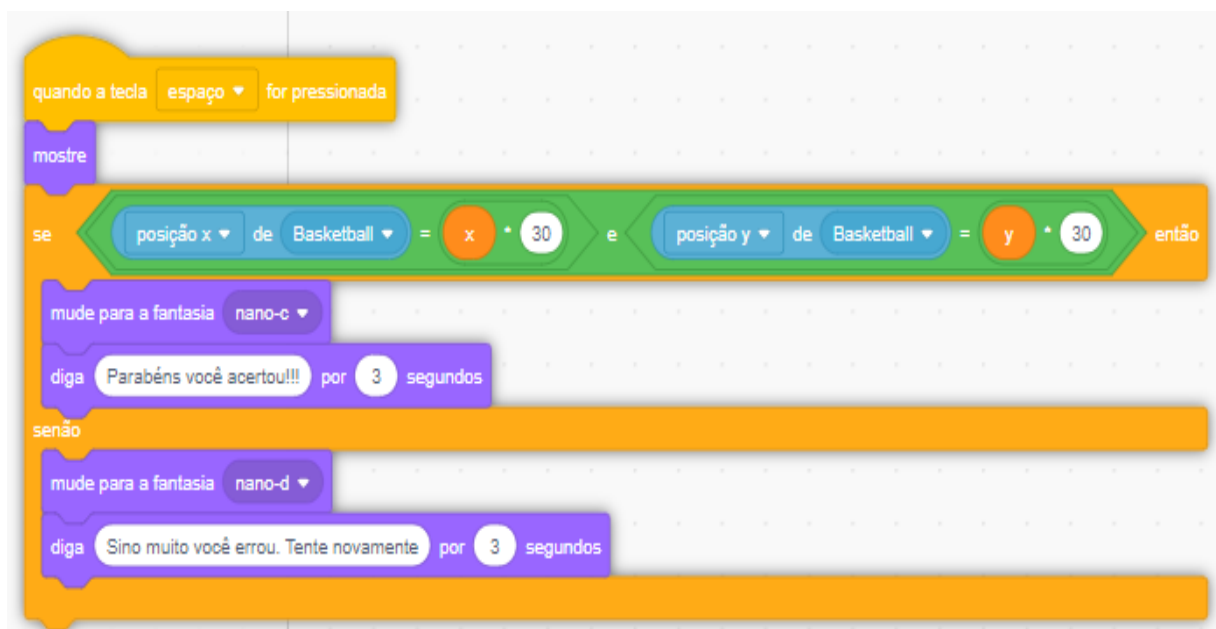 quando a tecla espaço for pressionada
mostre
se posição x de Basketball = x * 30 e posição y de Basketball = y * 30 então
mude para a fantasia nano-c
diga Parabéns você acertou!!! por 3 segundos
senão
mude para a fantasia nano-d
diga Sino muito você errou. Tente novamente por 3 segundos